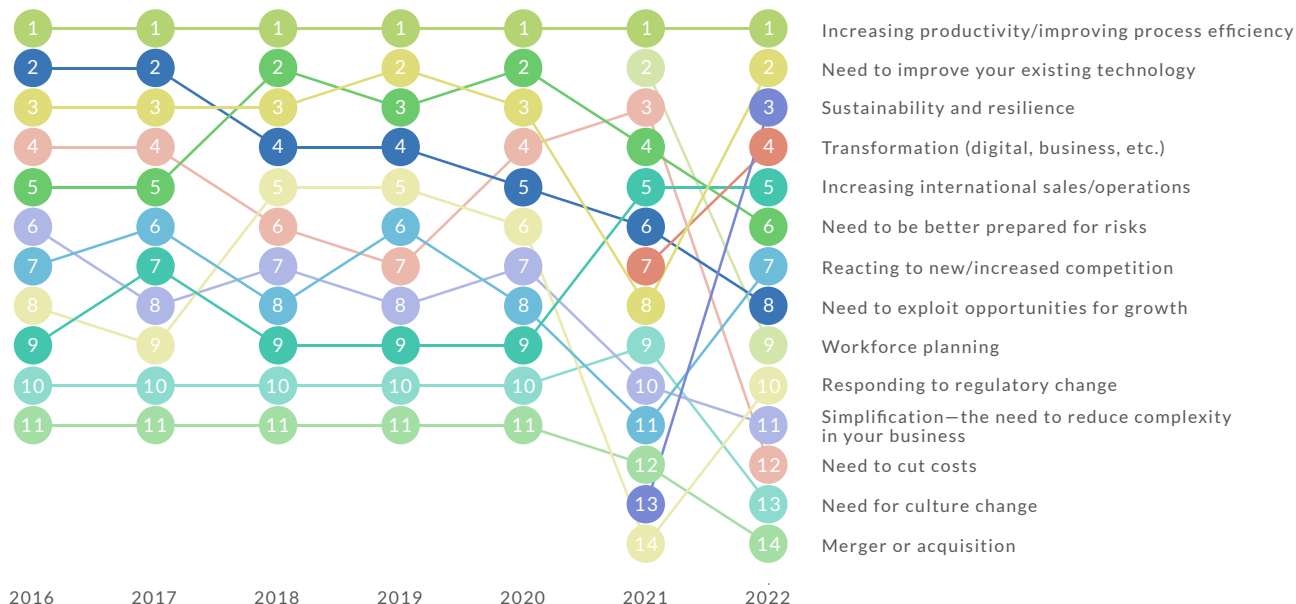 1 1 1 1 1 1 1 Increasing productivity/improving process efficiency
2 2 2 2 2 2 2 Need to improve your existing technology
3 3 3 3 3 3 3 Sustainability and resilience
4 4 4 4 4 4 4 Transformation (digital, business, etc.)
5 5 5 5 5 5 5 Increasing international sales/operations
6 6 6 6 6 6 6 Need to be better prepared for risks
7 7 7 7 7 7 7 Reacting to new/increased competition
8 8 8 8 8 8 8 Need to exploit opportunities for growth
9 9 9 9 9 9 9 Workforce planning
10 10 10 10 10 10 10 Responding to regulatory change
11 11 11 11 11 11 11 Simplification—the need to reduce complexity
in your business
12 12 Need to cut costs
13 13 Need for culture change
14 14 Merger or acquisition
2016 2017 2018 2019 2020 2021 2022